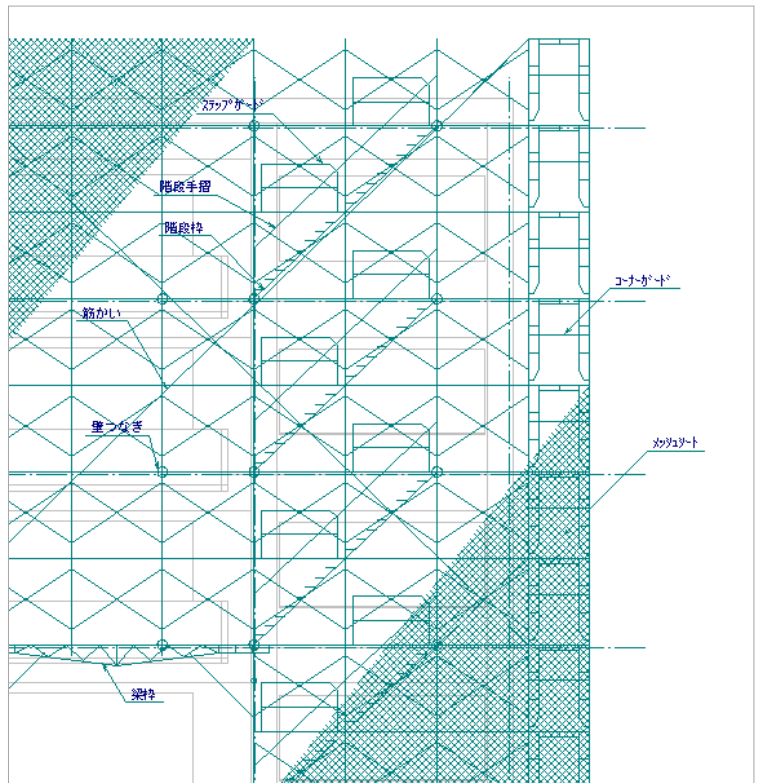 ｽﾃｯﾌﾟｶﾞｰﾄﾞ
階段手摺
階段枠
ｺｰﾅｰｶﾞｰﾄﾞ
筋かい
壁つなぎ
ﾒｯｼｭｼｰﾄ
梁枠